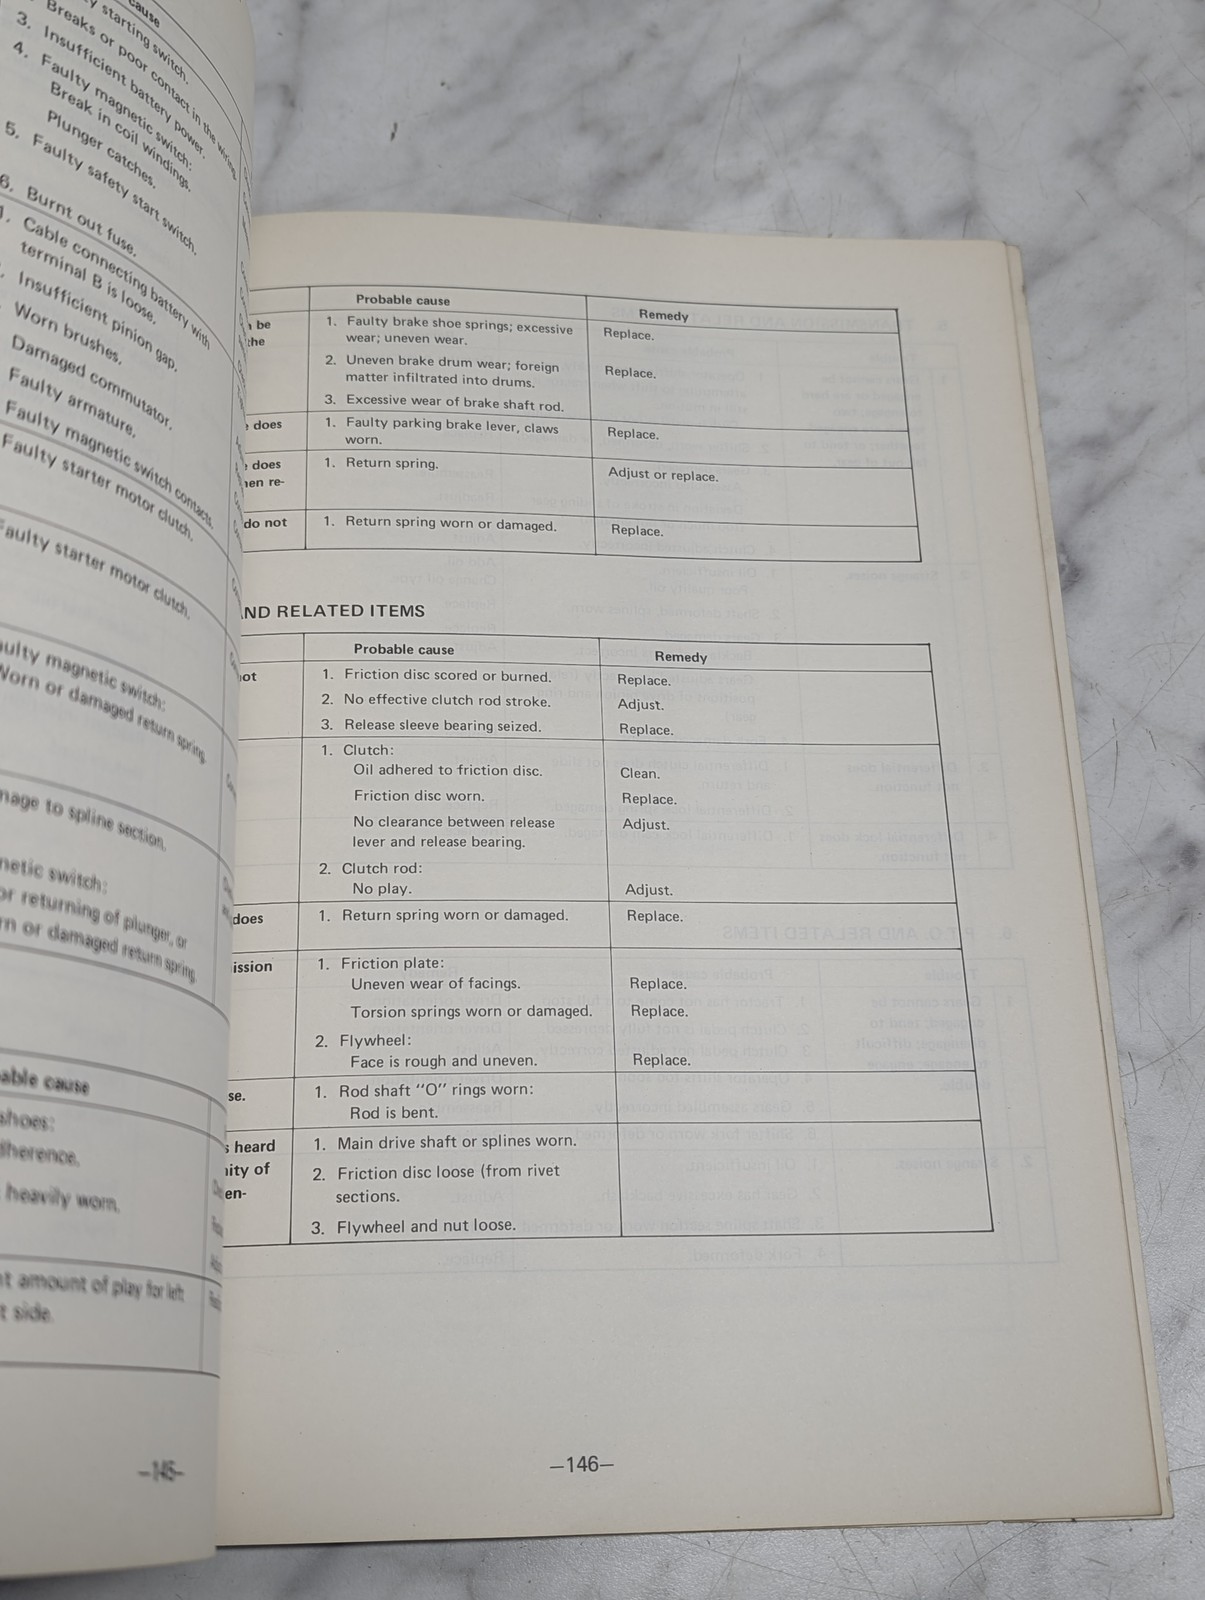 cause
y starting switch.
Breaks or poor contact in the wiring.
3. Insufficient battery power.
4. Faulty magnetic switch:
Break in coil windings.
Plunger catches.
5. Faulty safety start switch.
6. Burnt out fuse.
1. Cable connecting battery with
terminal B is loose.
Insufficient pinion gap.
Worn brushes.
Damaged commutator.
Faulty armature.
Faulty magnetic switch contacts.
Faulty starter motor clutch.
Faulty starter motor clutch.
aulty magnetic switch:
Worn or damaged return spring.
mage to spline section.
netic switch:
or returning of plunger, or
rn or damaged return spring.
able cause
shoes:
dherence.
heavily worn.
nt amount of play for left
t side.
—145—
Probable cause
Remedy
be
the
1. Faulty brake shoe springs; excessive
wear; uneven wear.
Replace.
2. Uneven brake drum wear; foreign
matter infiltrated into drums.
Replace.
3. Excessive wear of brake shaft rod.
does
1. Faulty parking brake lever, claws
worn.
Replace.
does
en re-
1. Return spring.
Adjust or replace.
do not
1. Return spring worn or damaged.
Replace.
AND RELATED ITEMS
Probable cause
Remedy
not
1. Friction disc scored or burned.
Replace.
2. No effective clutch rod stroke.
Adjust.
3. Release sleeve bearing seized.
Replace.
1. Clutch:
Oil adhered to friction disc.
Clean.
Friction disc worn.
Replace.
No clearance between release
lever and release bearing.
Adjust.
2. Clutch rod:
No play.
Adjust.
does
1. Return spring worn or damaged.
Replace.
ission
1. Friction plate:
Uneven wear of facings.
Replace.
Torsion springs worn or damaged.
Replace.
2. Flywheel:
Face is rough and uneven.
Replace.
se.
1. Rod shaft "O" rings worn:
Rod is bent.
s heard
nity of
en-
1. Main drive shaft or splines worn.
2. Friction disc loose (from rivet
sections.
3. Flywheel and nut loose.
—146—